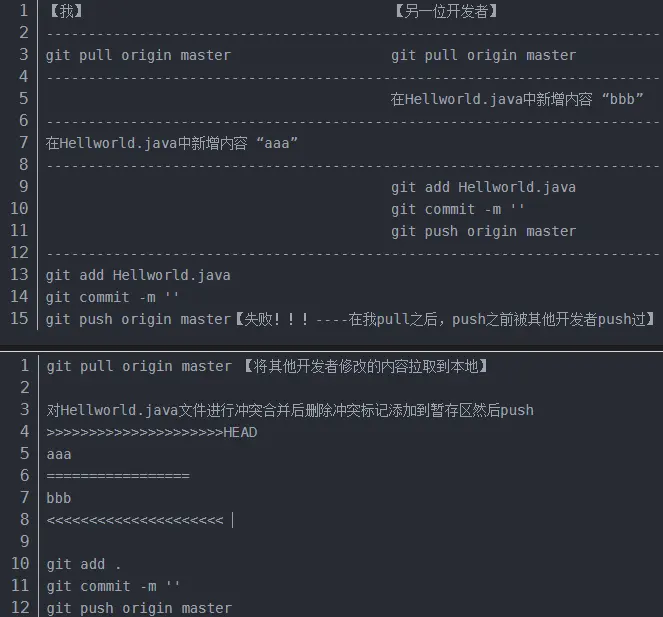 1 【我】 【另一位开发者】
2 --------------------------------------------------------------------------
3 git pull origin master git pull origin master
4 --------------------------------------------------------------------------
5 在Hellworld.java中新增内容 “bbb”
6 --------------------------------------------------------------------------
7 在Hellworld.java中新增内容 “aaa”
8 --------------------------------------------------------------------------
9 git add Hellworld.java
10 git commit -m ''
11 git push origin master
12 --------------------------------------------------------------------------
13 git add Hellworld.java
14 git commit -m ''
15 git push origin master【失败！！！----在我pull之后，push之前被其他开发者push过】
1 git pull origin master 【将其他开发者修改的内容拉取到本地】
2
3 对Hellworld.java文件进行冲突合并后删除冲突标记添加到暂存区然后push
4 >>>>>>>>>>>>>>>>>>>>>HEAD
5 aaa
6 =================
7 bbb
8 <<<<<<<<<<<<<<<<<<<<<
9
10 git add .
11 git commit -m ''
12 git push origin master